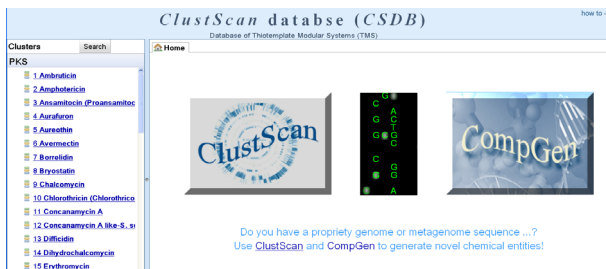 ClustScan databse (CSDB)
how to -
Database of Thiotemplate Modular Systems (TMS)
Clusters
Search
Home
PKS
1 Ambruticin
2 Amphotericin
3 Ansamitocin (Proansamitoc
4 Aurafuron
5 Aureothin
6 Avermectin
7 Borrelidin
8 Bryostatin
9 Chalcomycin
10 Chlorothricin (Chlorothrico
11 Concanamycin A
12 Concanamycin A like-S. s
13 Difficidin
14 Dihydrochalcomycin
15 Erythromycin
ClustScan
G G
C A
G C
G G T
G C
C
G G
G G
A
CompGen
Do you have a propriety genome or metagenome sequence ...?
Use ClustScan and CompGen to generate novel chemical entities!